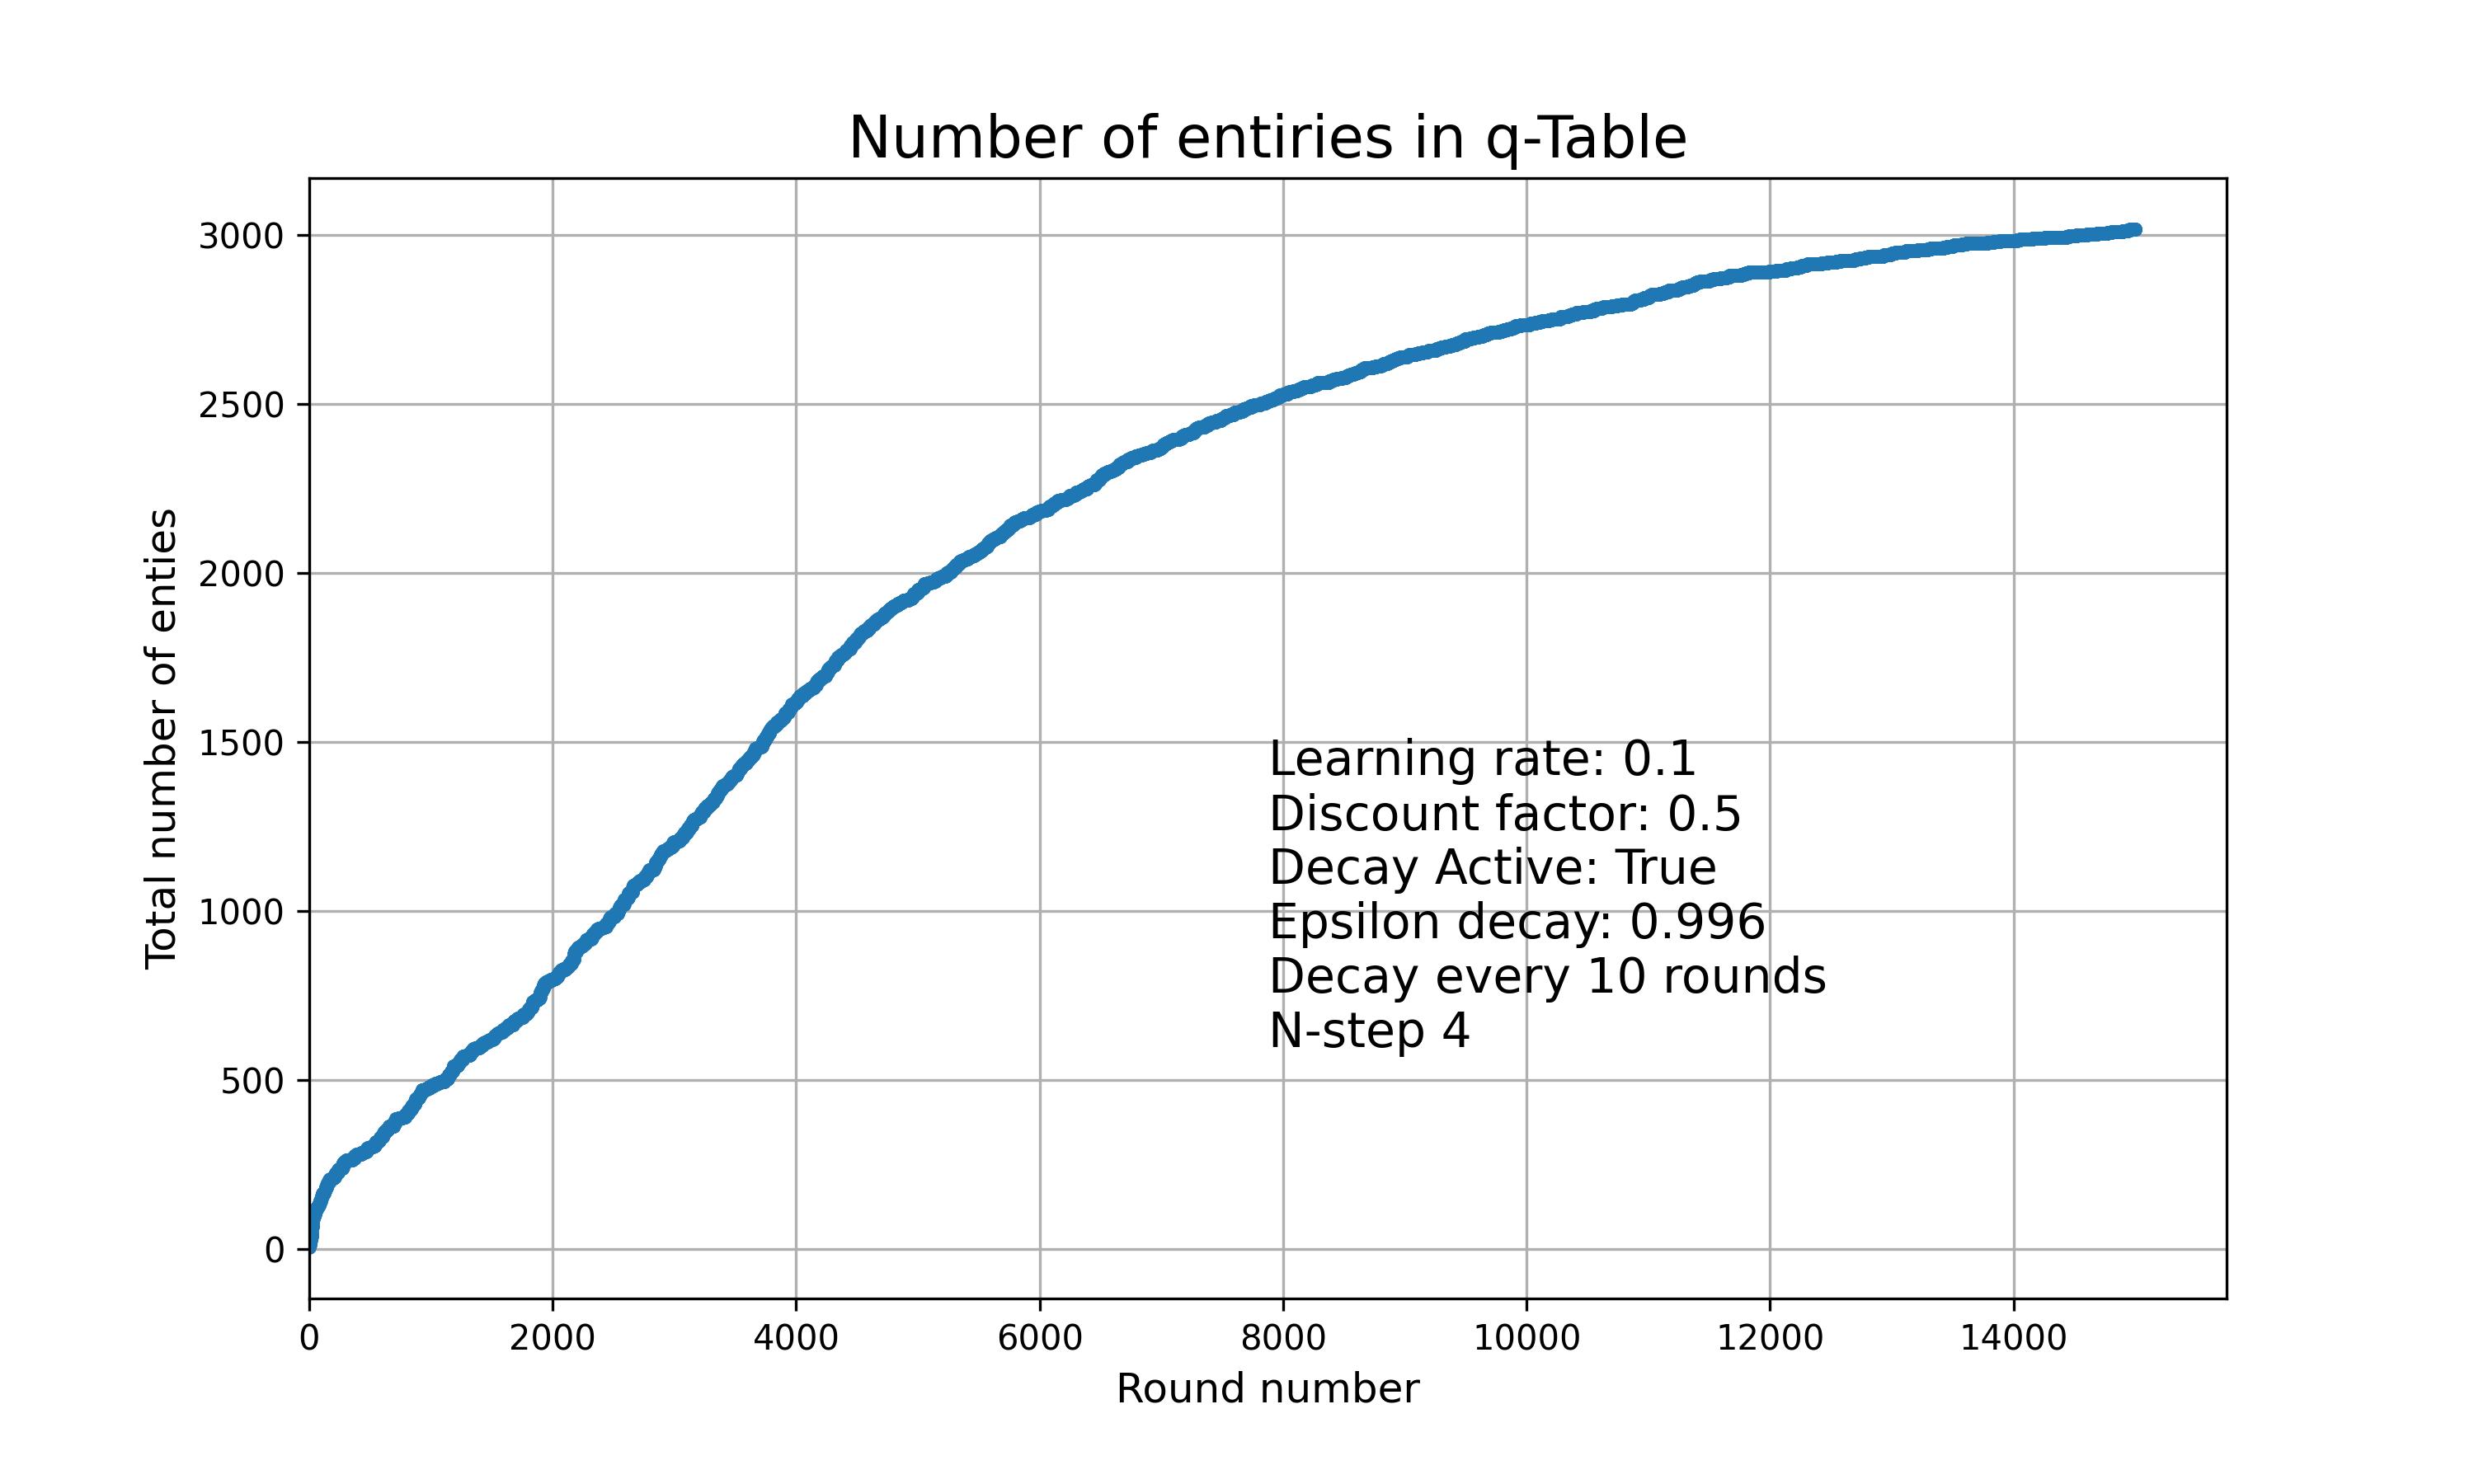 Number of entiries in q-Table
Total number of enties
3000
2500
2000
1500
1000
500
0
Learning rate: 0.1
Discount factor: 0.5
Decay Active: True
Epsilon decay: 0.996
Decay every 10 rounds
N-step 4
0 2000 4000 6000 8000 10000 12000 14000
Round number